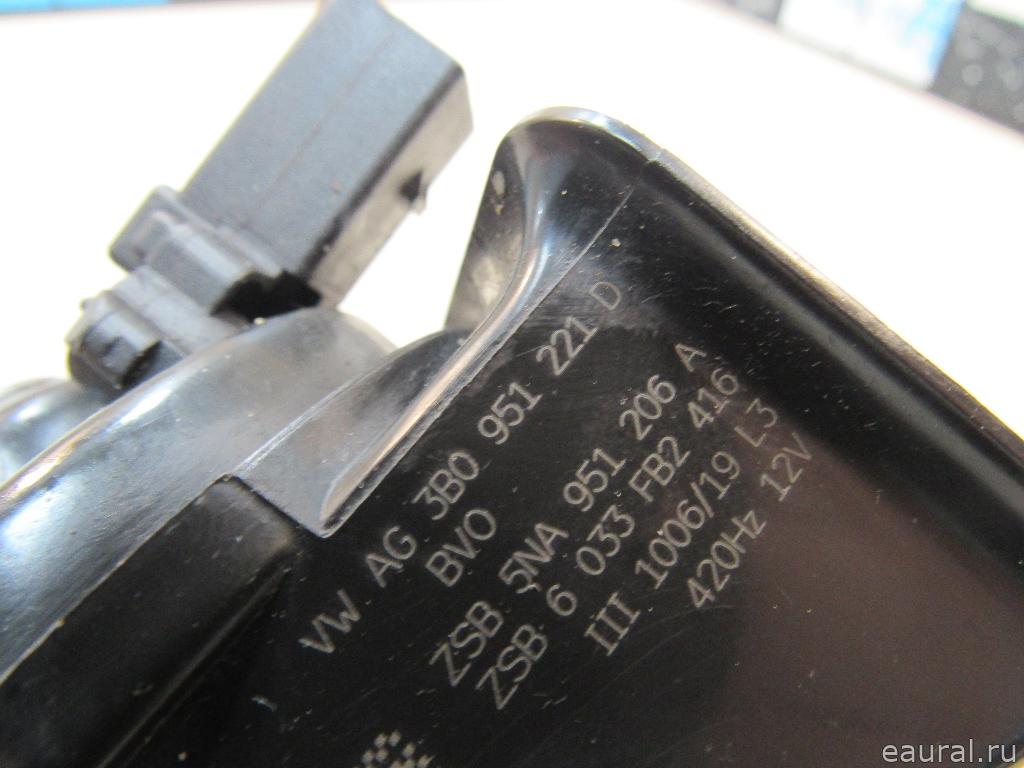 VW AG 3B0 951 221 D
BVO
ZSB 5NA 951 206 A
ZSB 6 033 FB2 416
III 1006/19 L3
420Hz 12V
eaural.ru